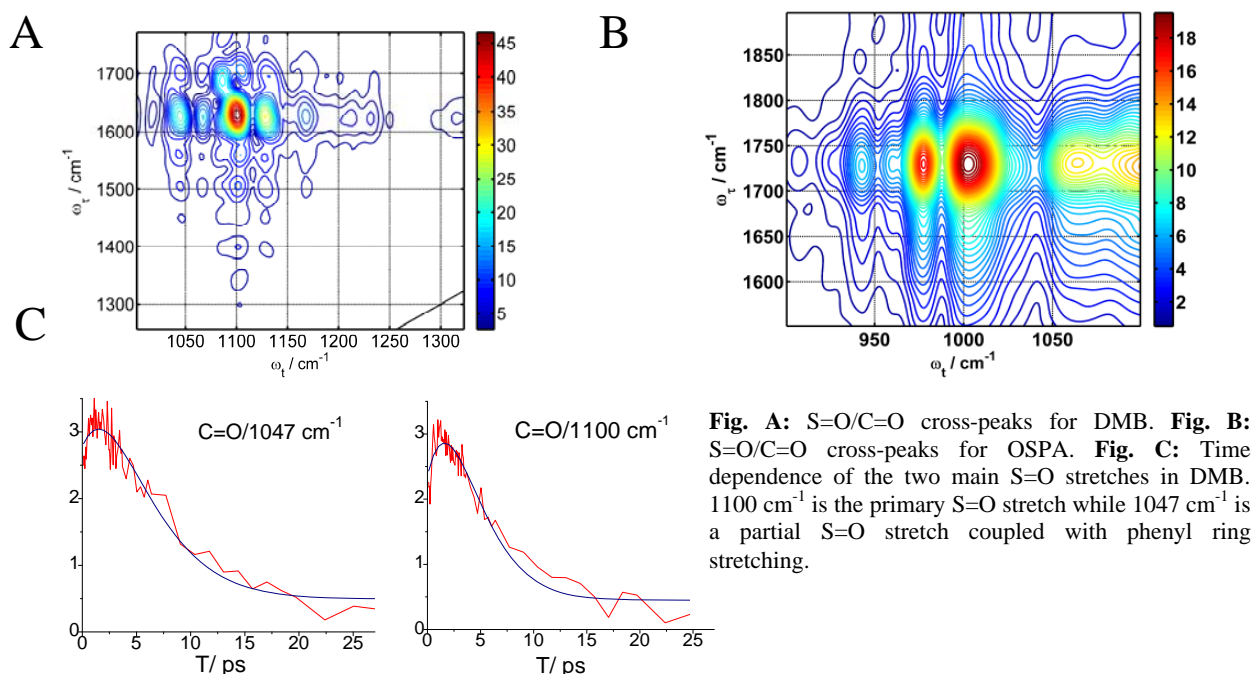 A
45
40
35
30
25
20
15
10
5
1700
1600
1500
1400
1300
ω_τ / cm⁻¹
1050 1100 1150 1200 1250 1300
ω_t / cm⁻¹
B
18
16
14
12
10
8
6
4
2
1850
1800
1750
1700
1650
1600
ω_τ / cm⁻¹
950 1000 1050
ω_t / cm⁻¹
C
C=O/1047 cm⁻¹
3
2
1
0
0 5 10 15 20 25
T/ ps
C=O/1100 cm⁻¹
3
2
1
0
0 5 10 15 20 25
T/ ps
Fig. A: S=O/C=O cross-peaks for DMB. Fig. B:
S=O/C=O cross-peaks for OSPA. Fig. C: Time
dependence of the two main S=O stretches in DMB.
1100 cm⁻¹ is the primary S=O stretch while 1047 cm⁻¹ is
a partial S=O stretch coupled with phenyl ring
stretching.